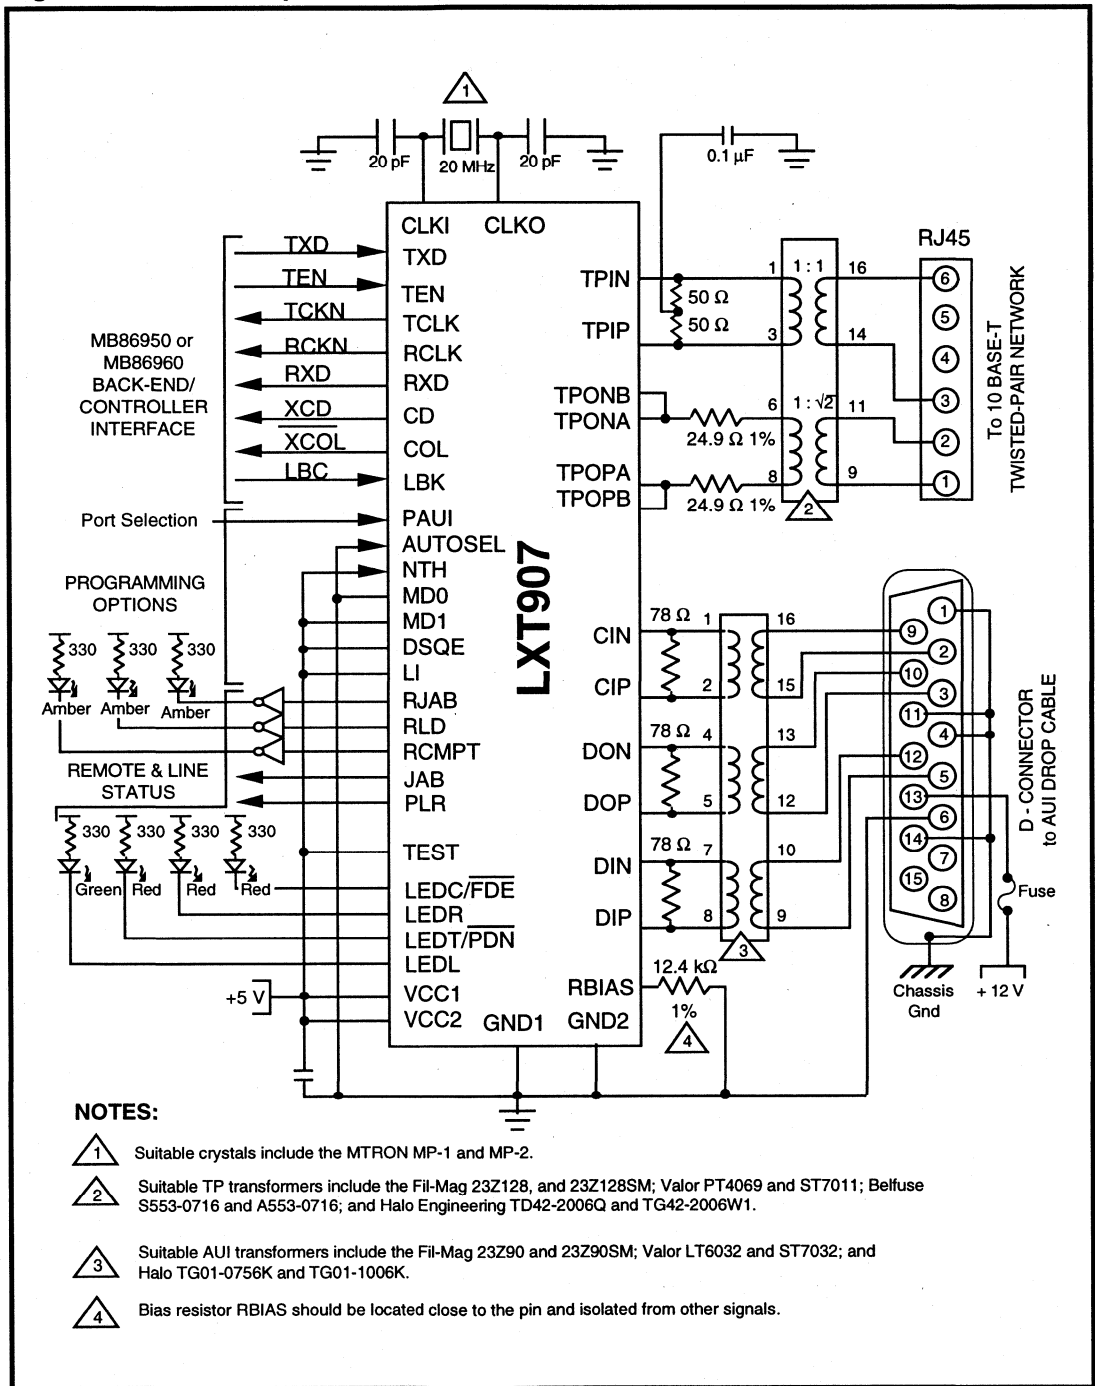 1
20 pF
20 MHz
20 pF
0.1 µF
CLKI
CLKO
TXD
TXD
TEN
TEN
TCKN
TCLK
RCKN
RCLK
RXD
RXD
XCD
CD
XCOL
COL
LBC
LBK
MB86950 or
MB86960
BACK-END/
CONTROLLER
INTERFACE
Port Selection
PAUI
AUTOSEL
NTH
MD0
MD1
DSQE
LI
RJAB
RLD
RCMPT
JAB
PLR
TEST
LEDC/FDE
LEDR
LEDT/PDN
LEDL
VCC1
VCC2
GND1
GND2
LXT907
PROGRAMMING
OPTIONS
330
330
330
Amber
Amber
Amber
REMOTE & LINE
STATUS
330
330
330
330
Green
Red
Red
Red
+5 V
TPIN
TPIP
TPONB
TPONA
TPOPA
TPOPB
CIN
CIP
DON
DOP
DIN
DIP
RBIAS
50 Ω
50 Ω
24.9 Ω 1%
24.9 Ω 1%
1
1 : 1
16
3
14
6
1 : √2
11
8
9
2
RJ45
6
5
4
3
2
1
To 10 BASE-T
TWISTED-PAIR NETWORK
78 Ω
1
16
2
15
78 Ω
4
13
5
12
78 Ω
7
10
8
9
3
12.4 kΩ
1%
4
1
9
2
10
3
11
4
12
5
13
6
14
7
15
8
D - CONNECTOR
to AUI DROP CABLE
Fuse
Chassis
Gnd
+ 12 V
NOTES:
1 Suitable crystals include the MTRON MP-1 and MP-2.
2 Suitable TP transformers include the Fil-Mag 23Z128, and 23Z128SM; Valor PT4069 and ST7011; Belfuse
S553-0716 and A553-0716; and Halo Engineering TD42-2006Q and TG42-2006W1.
3 Suitable AUI transformers include the Fil-Mag 23Z90 and 23Z90SM; Valor LT6032 and ST7032; and
Halo TG01-0756K and TG01-1006K.
4 Bias resistor RBIAS should be located close to the pin and isolated from other signals.